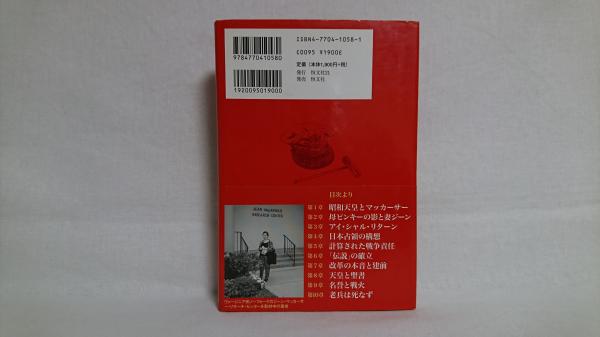 ISBN4-7704-1058-1
C0095 ¥1900E
定価(本体1,900円+税)
発行 恒文社21
発売 恒文社
9784770410580
1920095019000
目次より
第1章 昭和天皇とマッカーサー
第2章 母ピンキーの影と妻ジーン
第3章 アイ・シャル・リターン
第4章 日本占領の構想
第5章 計算された戦争責任
第6章 「伝説」の確立
第7章 改革の本音と建前
第8章 天皇と聖書
第9章 名誉と戦火
第10章 老兵は死なず
JEAN MacARTHUR
RESEARCH CENTER